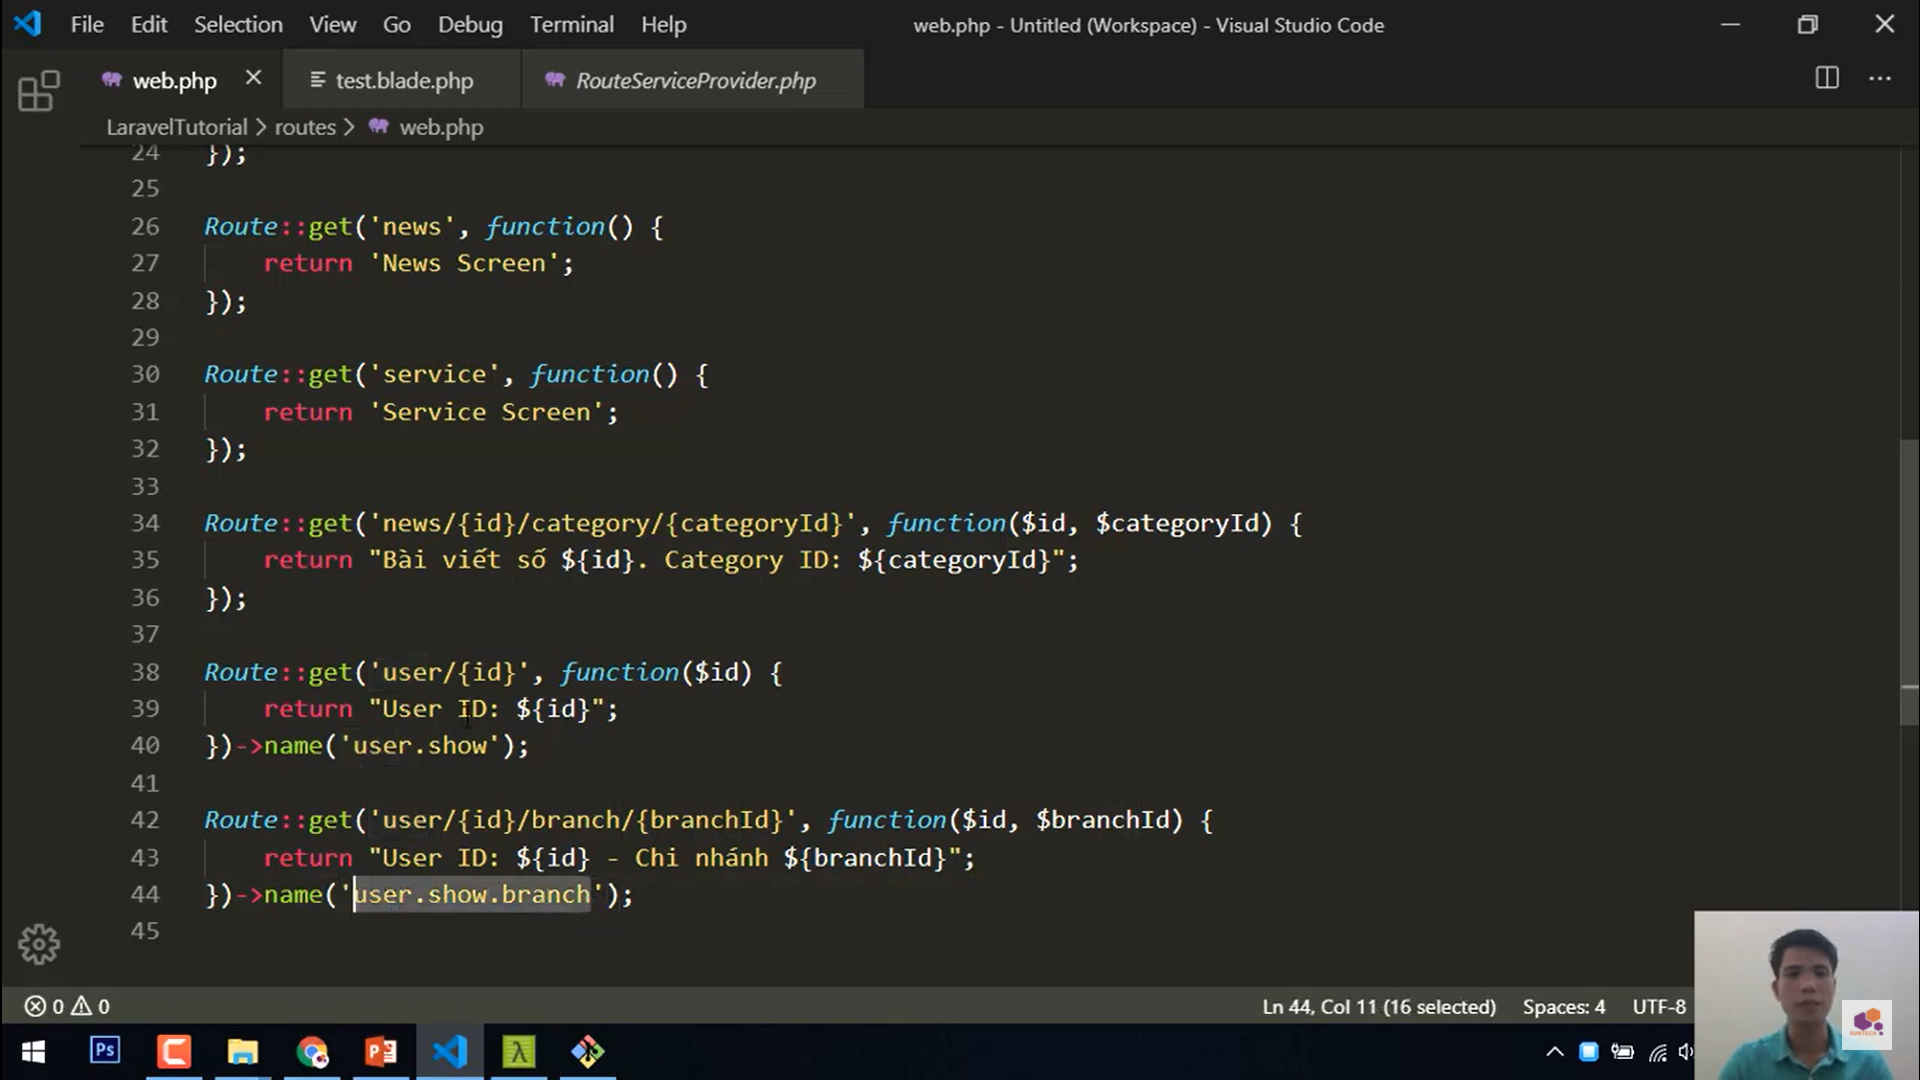 File Edit Selection View Go Debug Terminal Help web.php - Untitled (Workspace) - Visual Studio Code
web.php test.blade.php RouteServiceProvider.php
LaravelTutorial > routes > web.php
24 });
25
26 Route::get('news', function() {
27 return 'News Screen';
28 });
29
30 Route::get('service', function() {
31 return 'Service Screen';
32 });
33
34 Route::get('news/{id}/category/{categoryId}', function($id, $categoryId) {
35 return "Bài viết số ${id}. Category ID: ${categoryId}";
36 });
37
38 Route::get('user/{id}', function($id) {
39 return "User ID: ${id}";
40 })->name('user.show');
41
42 Route::get('user/{id}/branch/{branchId}', function($id, $branchId) {
43 return "User ID: ${id} - Chi nhánh ${branchId}";
44 })->name('user.show.branch');
45
0 0 Ln 44, Col 11 (16 selected) Spaces: 4 UTF-8
Ps
SUNTECH